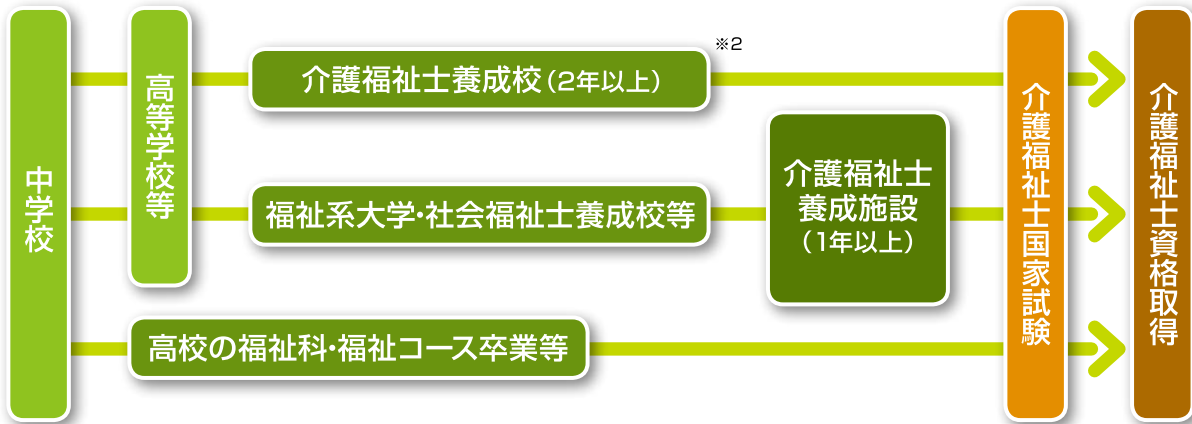 中学校
高等学校等
介護福祉士養成校（2年以上）
※2
福祉系大学・社会福祉士養成校等
介護福祉士
養成施設
（1年以上）
高校の福祉科・福祉コース卒業等
介護福祉士国家試験
介護福祉士資格取得